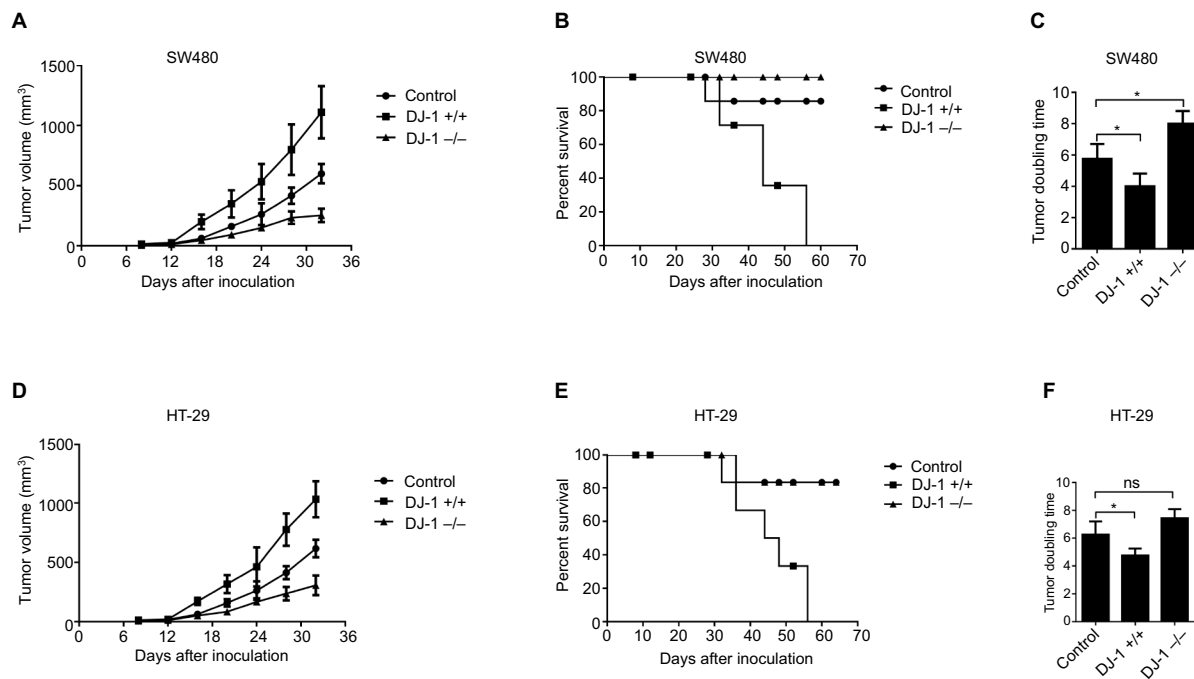 A
SW480
Tumor volume (mm³)
1500
1000
500
0
0 6 12 18 24 30 36
Days after inoculation
Control
DJ-1 +/+
DJ-1 –/–
B
SW480
Percent survival
100
80
60
40
20
0
0 10 20 30 40 50 60 70
Days after inoculation
Control
DJ-1 +/+
DJ-1 –/–
C
SW480
Tumor doubling time
10
8
6
4
2
0
*
*
Control
DJ-1 +/+
DJ-1 –/–
D
HT-29
Tumor volume (mm³)
1500
1000
500
0
0 6 12 18 24 30 36
Days after inoculation
Control
DJ-1 +/+
DJ-1 –/–
E
HT-29
Percent survival
100
80
60
40
20
0
0 10 20 30 40 50 60 70
Days after inoculation
Control
DJ-1 +/+
DJ-1 –/–
F
HT-29
Tumor doubling time
10
8
6
4
2
0
ns
*
Control
DJ-1 +/+
DJ-1 –/–